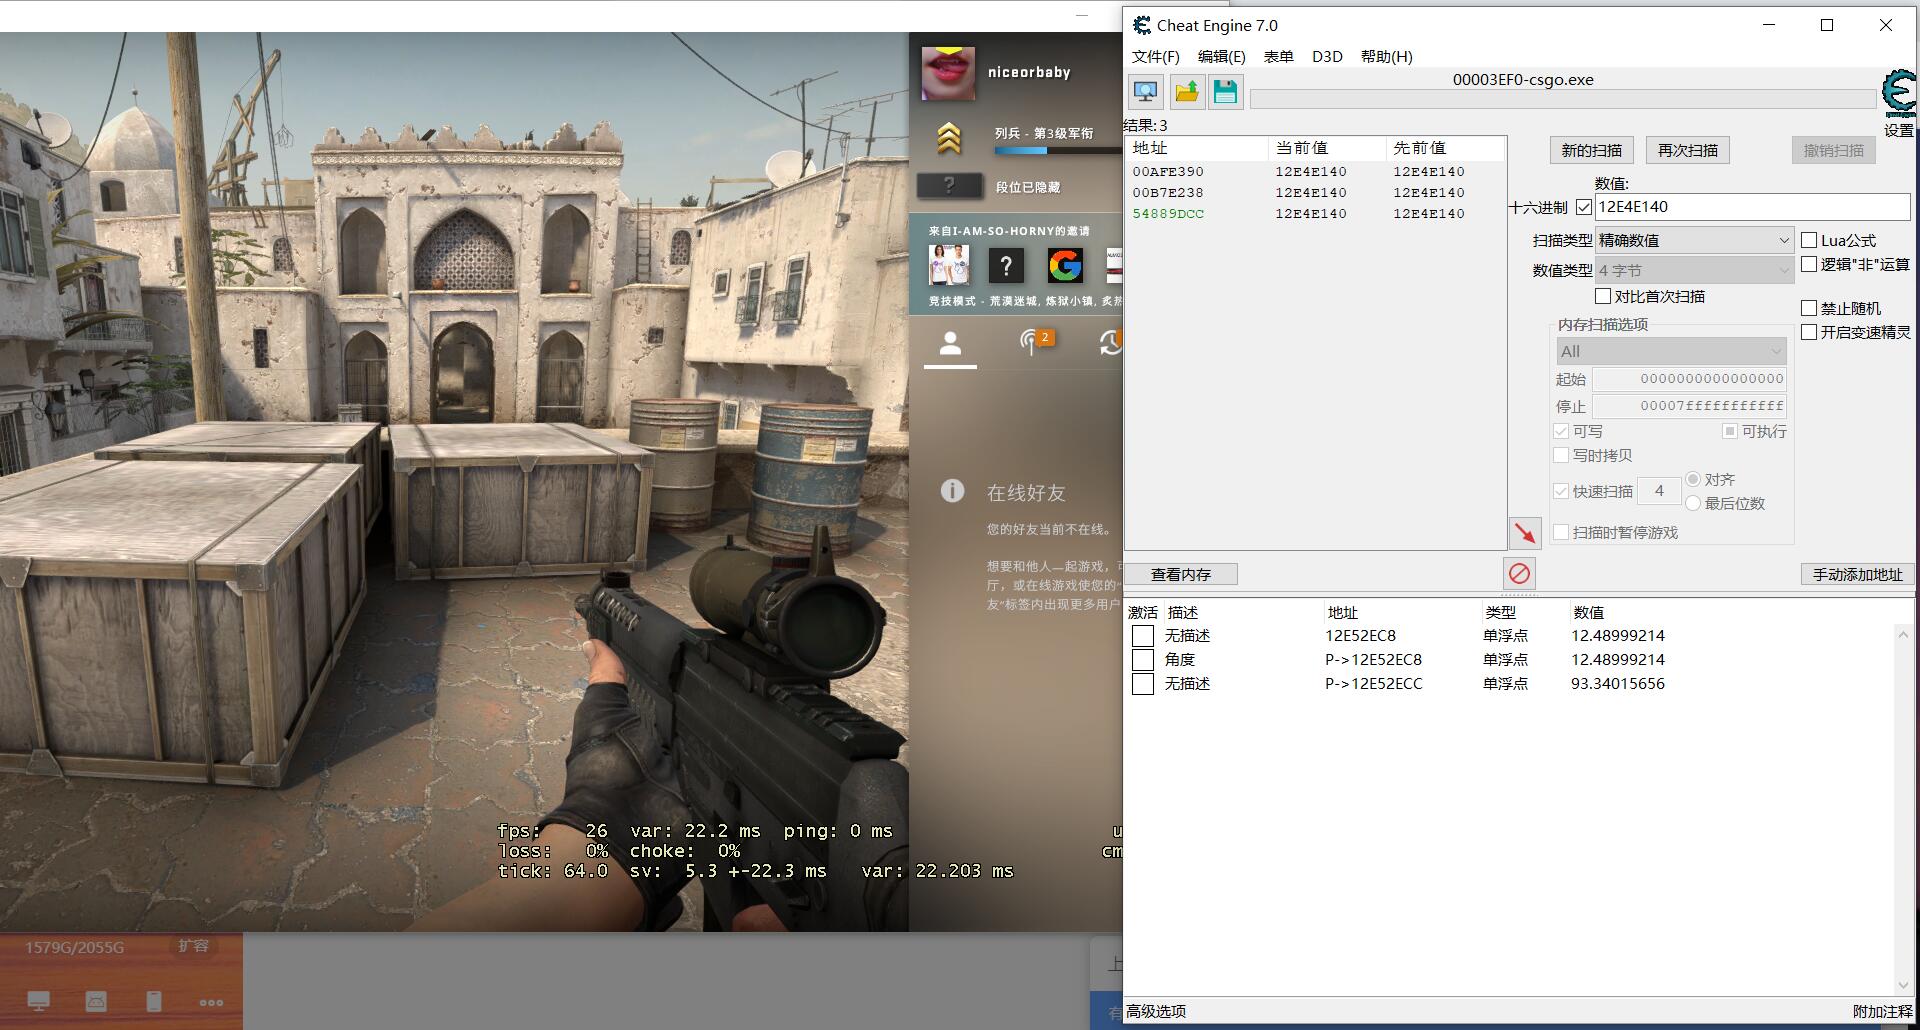 niceorbaby
列兵 - 第3级军衔
?
段位已隐藏
来自I-AM-SO-HORNY的邀请
?
竞技模式 - 荒漠迷城, 炼狱小镇, 炙热
2
在线好友
您的好友当前不在线。
想要和他人一起游戏,
厅，或在线游戏使您的“
友”标签内出现更多用户
fps: 26 var: 22.2 ms ping: 0 ms
loss: 0% choke: 0%
tick: 64.0 sv: 5.3 +-22.3 ms var: 22.203 ms
u
cm
1579G/2055G 扩容
上
有
Cheat Engine 7.0
文件(F) 编辑(E) 表单 D3D 帮助(H)
00003EF0-csgo.exe
设置
结果: 3
地址 当前值 先前值
00AFE390 12E4E140 12E4E140
00B7E238 12E4E140 12E4E140
54889DCC 12E4E140 12E4E140
新的扫描 再次扫描 撤销扫描
数值:
十六进制 12E4E140
扫描类型 精确数值 Lua公式
数值类型 4 字节 逻辑"非"运算
对比首次扫描
禁止随机
开启变速精灵
内存扫描选项
All
起始 0000000000000000
停止 00007fffffffffff
可写 可执行
写时拷贝
快速扫描 4 对齐
最后位数
扫描时暂停游戏
查看内存 手动添加地址
激活 描述 地址 类型 数值
无描述 12E52EC8 单浮点 12.48999214
角度 P->12E52EC8 单浮点 12.48999214
无描述 P->12E52ECC 单浮点 93.34015656
高级选项 附加注释